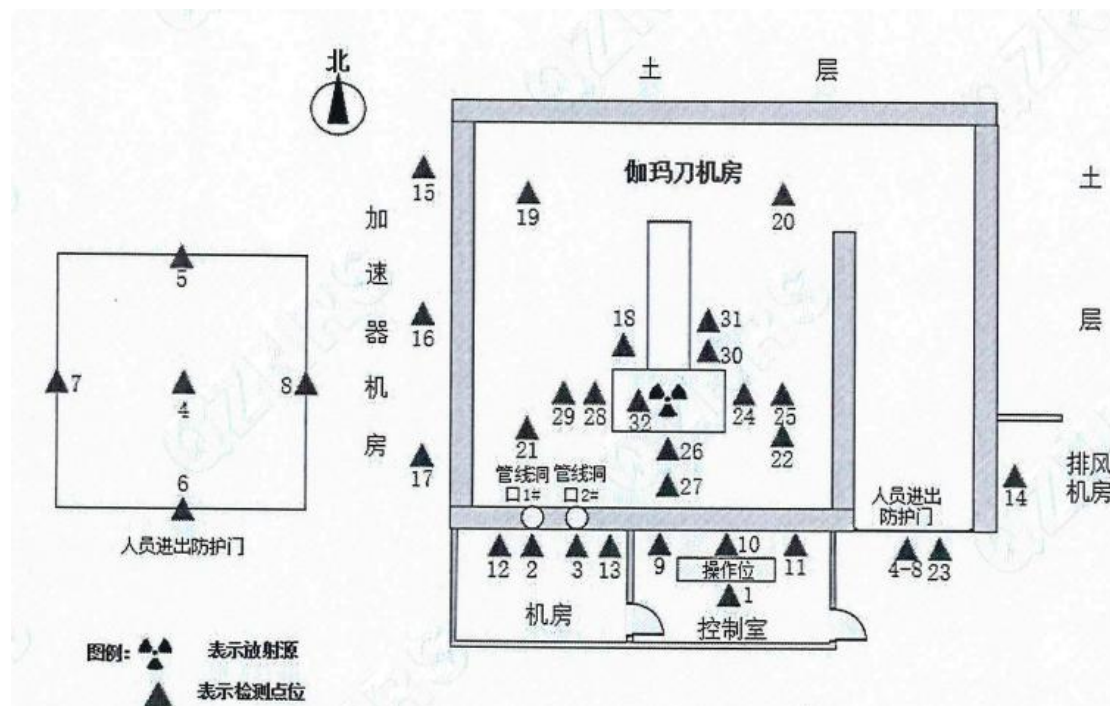 北
土 层
伽玛刀机房
土
层
加
速
器
机
房
15
16
17
19
20
18
31
30
29
28
32
24
25
21
22
26
27
管线洞
口1#
管线洞
口2#
人员进出
防护门
排风
机房
14
5
7
4
8
6
人员进出防护门
12
2
3
13
9
10
11
4-8
23
操作位
1
机房
控制室
图例：
表示放射源
表示检测点位